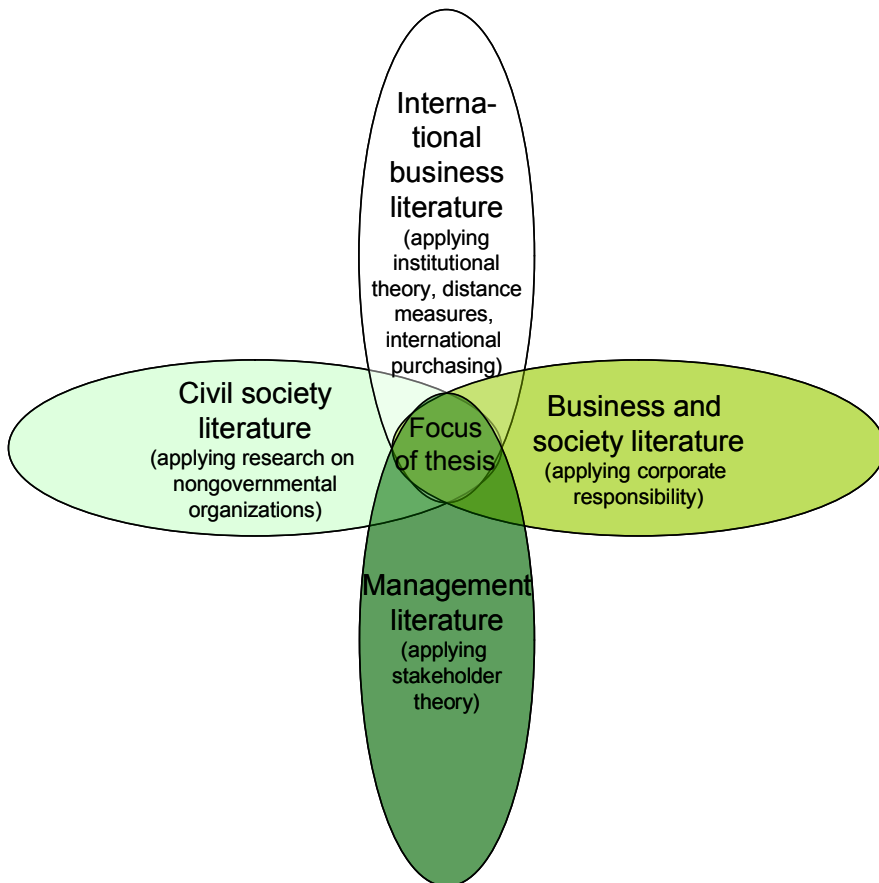 Interna-
tional
business
literature
(applying
institutional
theory, distance
measures,
international
purchasing)
Civil society
literature
(applying research on
nongovernmental
organizations)
Focus
of thesis
Business and
society literature
(applying corporate
responsibility)
Management
literature
(applying
stakeholder
theory)